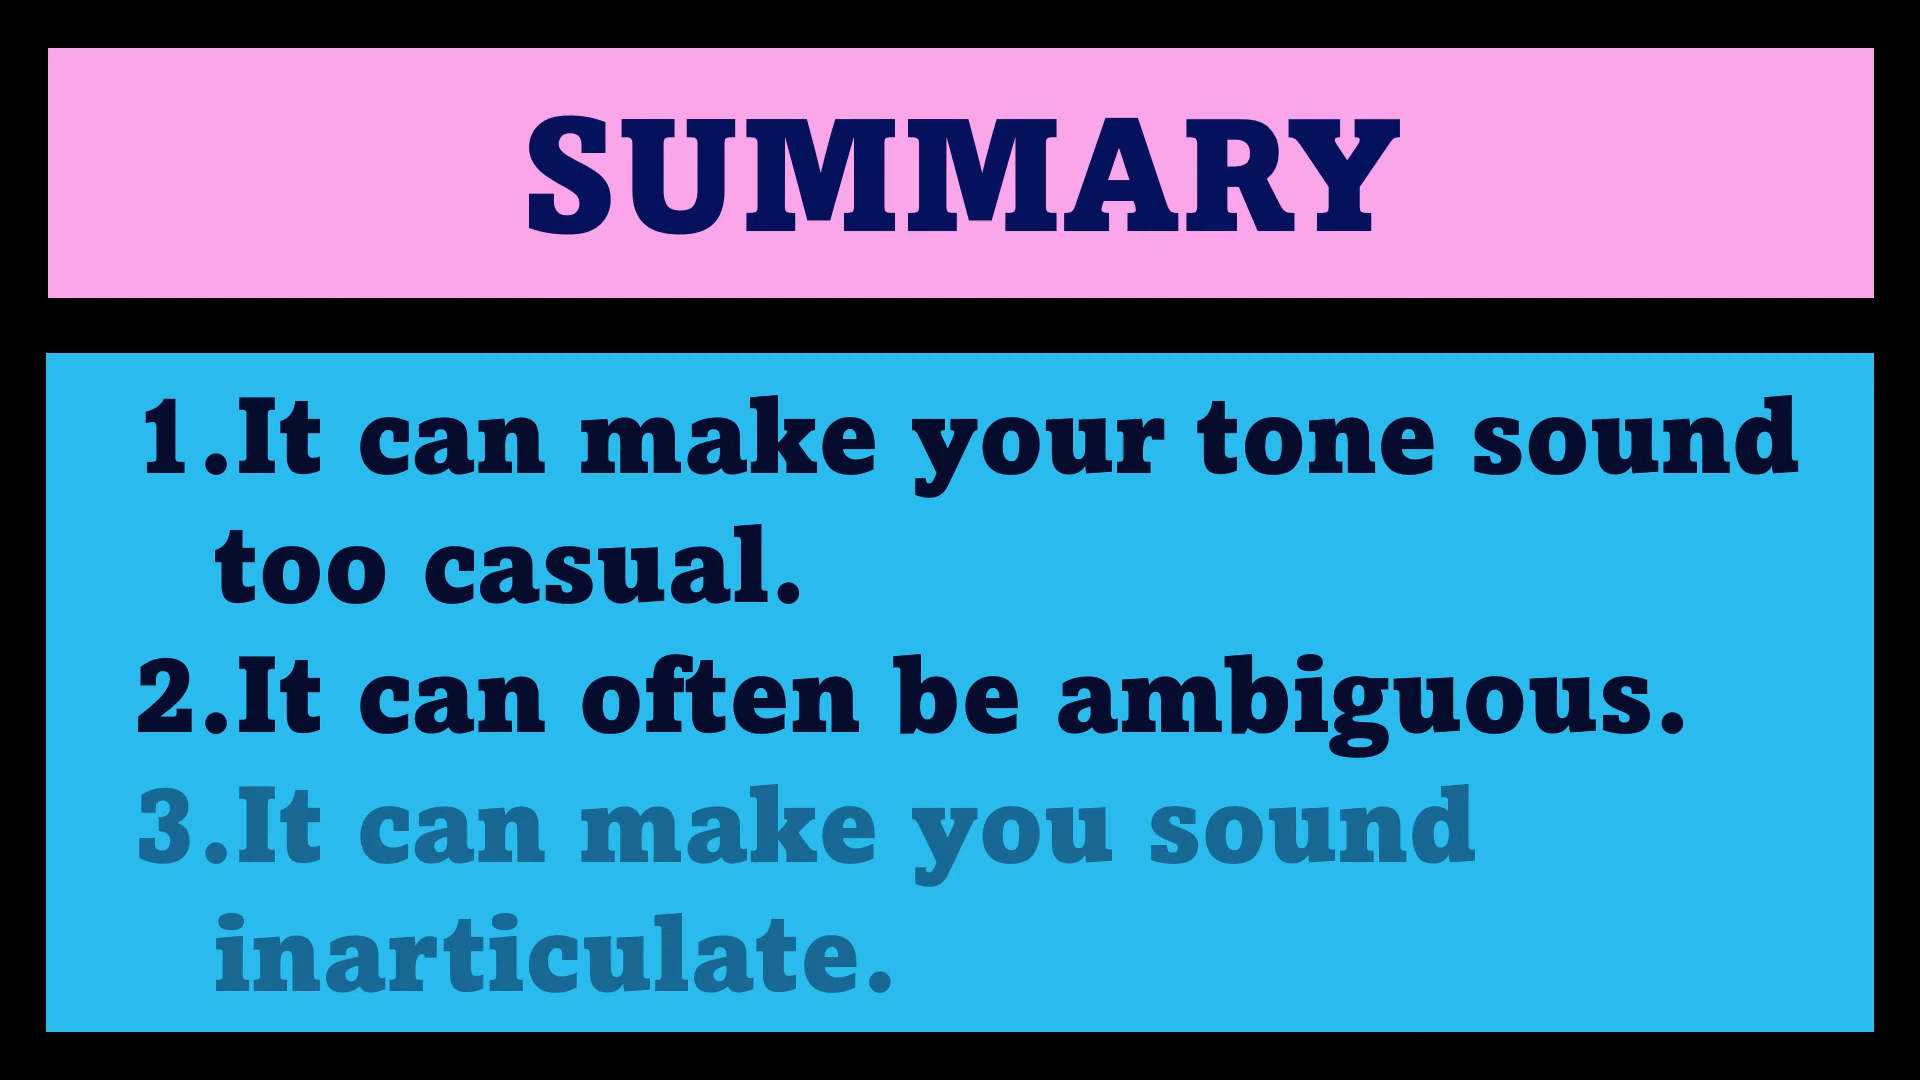 SUMMARY
1.It can make your tone sound
too casual.
2.It can often be ambiguous.
3.It can make you sound
inarticulate.